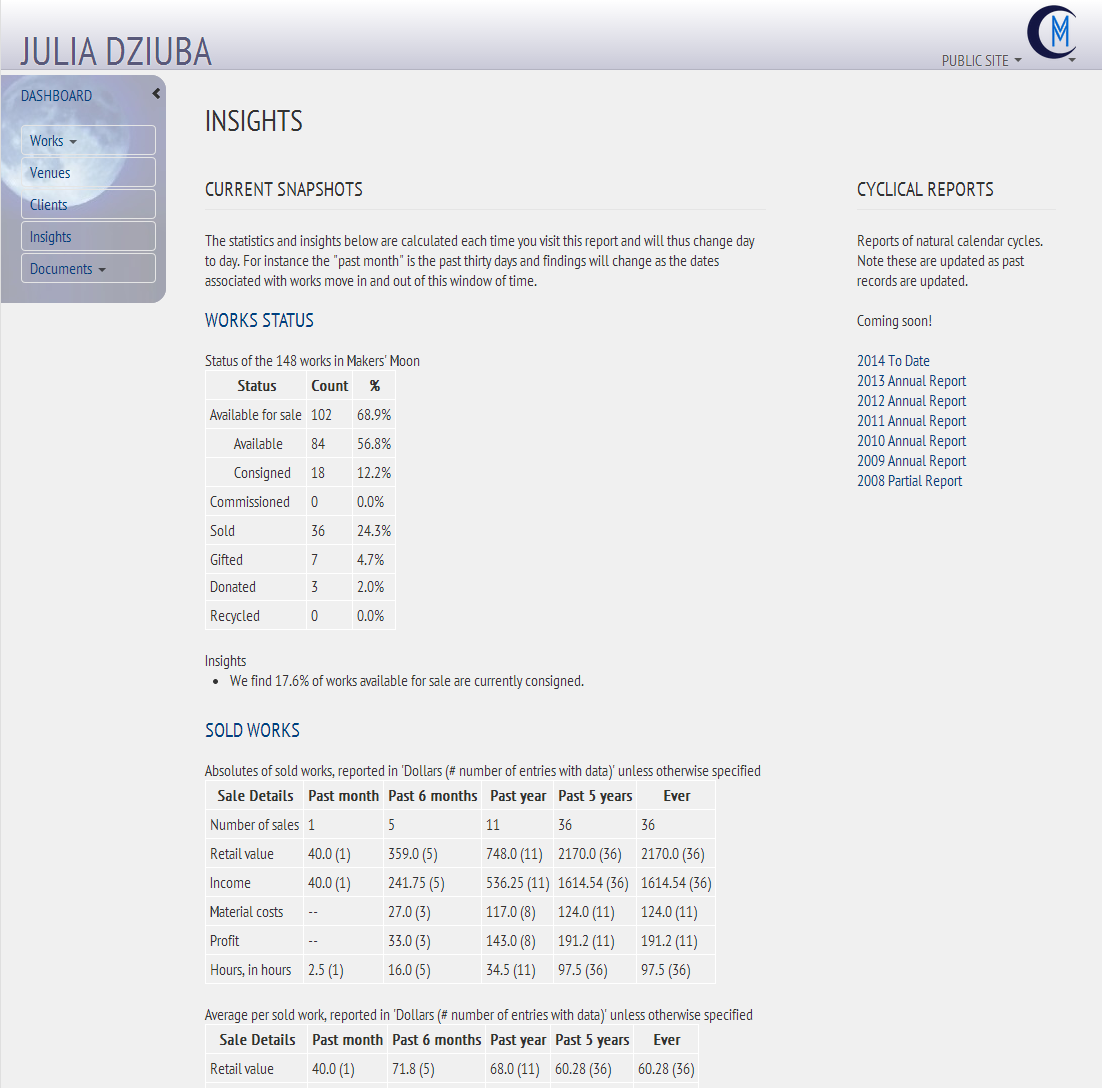 JULIA DZIUBA
CM
PUBLIC SITE
DASHBOARD
Works
Venues
Clients
Insights
Documents
INSIGHTS
CURRENT SNAPSHOTS
The statistics and insights below are calculated each time you visit this report and will thus change day
to day. For instance the "past month" is the past thirty days and findings will change as the dates
associated with works move in and out of this window of time.
WORKS STATUS
Status of the 148 works in Makers' Moon
Status Count %
Available for sale 102 68.9%
Available 84 56.8%
Consigned 18 12.2%
Commissioned 0 0.0%
Sold 36 24.3%
Gifted 7 4.7%
Donated 3 2.0%
Recycled 0 0.0%
Insights
• We find 17.6% of works available for sale are currently consigned.
SOLD WORKS
Absolutes of sold works, reported in 'Dollars (# number of entries with data)' unless otherwise specified
Sale Details Past month Past 6 months Past year Past 5 years Ever
Number of sales 1 5 11 36 36
Retail value 40.0 (1) 359.0 (5) 748.0 (11) 2170.0 (36) 2170.0 (36)
Income 40.0 (1) 241.75 (5) 536.25 (11) 1614.54 (36) 1614.54 (36)
Material costs -- 27.0 (3) 117.0 (8) 124.0 (11) 124.0 (11)
Profit -- 33.0 (3) 143.0 (8) 191.2 (11) 191.2 (11)
Hours, in hours 2.5 (1) 16.0 (5) 34.5 (11) 97.5 (36) 97.5 (36)
Average per sold work, reported in 'Dollars (# number of entries with data)' unless otherwise specified
Sale Details Past month Past 6 months Past year Past 5 years Ever
Retail value 40.0 (1) 71.8 (5) 68.0 (11) 60.28 (36) 60.28 (36)
CYCLICAL REPORTS
Reports of natural calendar cycles.
Note these are updated as past
records are updated.
Coming soon!
2014 To Date
2013 Annual Report
2012 Annual Report
2011 Annual Report
2010 Annual Report
2009 Annual Report
2008 Partial Report